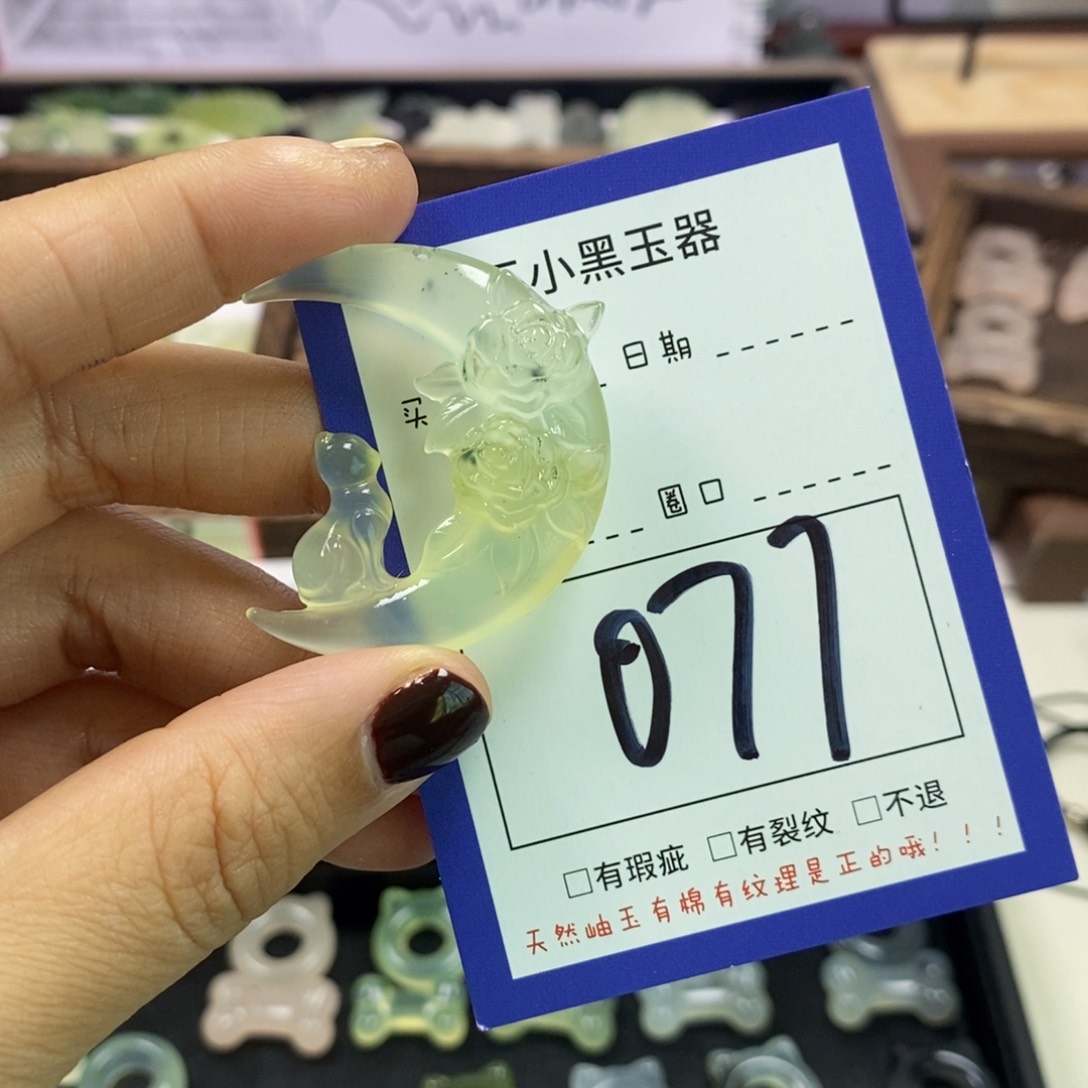 小黑玉器
日期
圈口
077
□有瑕疵 □有裂纹 □不退
天然岫玉有棉有纹理是正的哦！！！